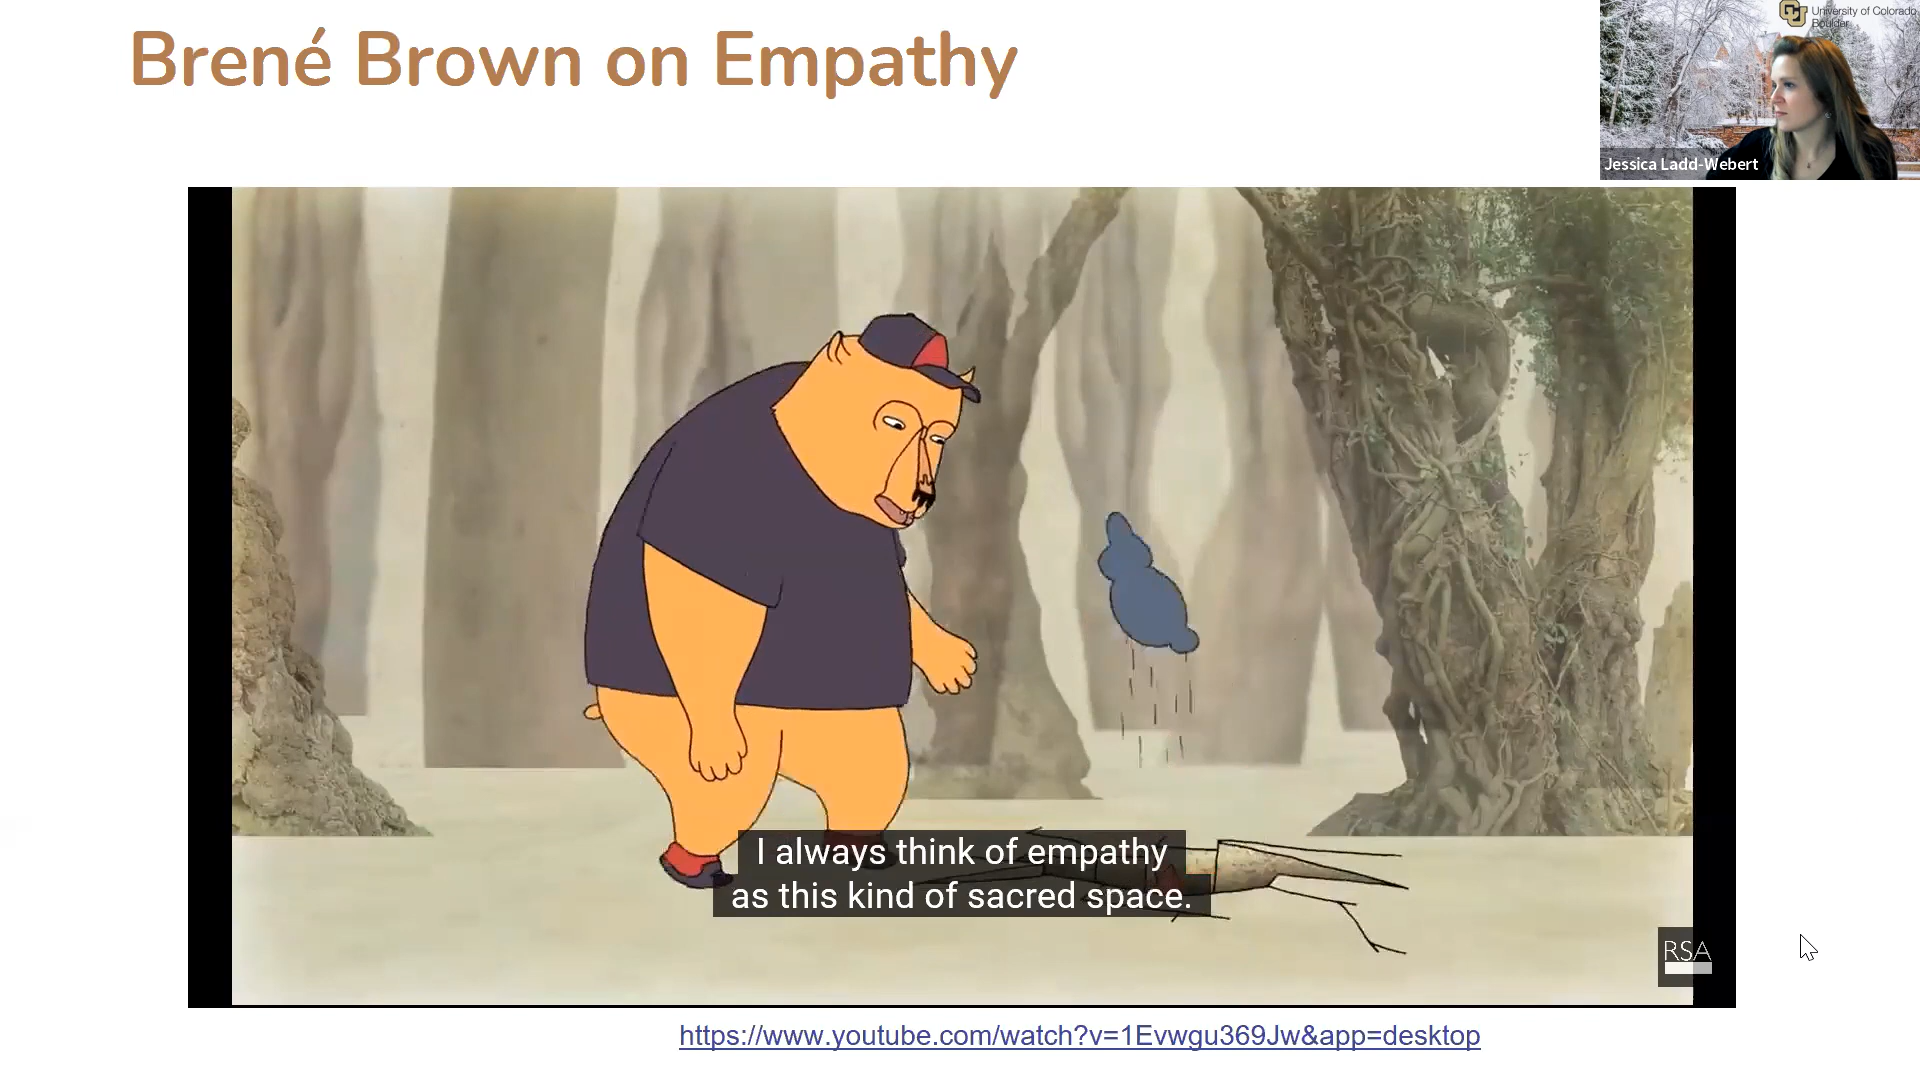 Brené Brown on Empathy
University of Colorado
Boulder
Jessica Ladd-Webert
I always think of empathy
as this kind of sacred space.
RSA
https://www.youtube.com/watch?v=1Evwgu369Jw&app=desktop